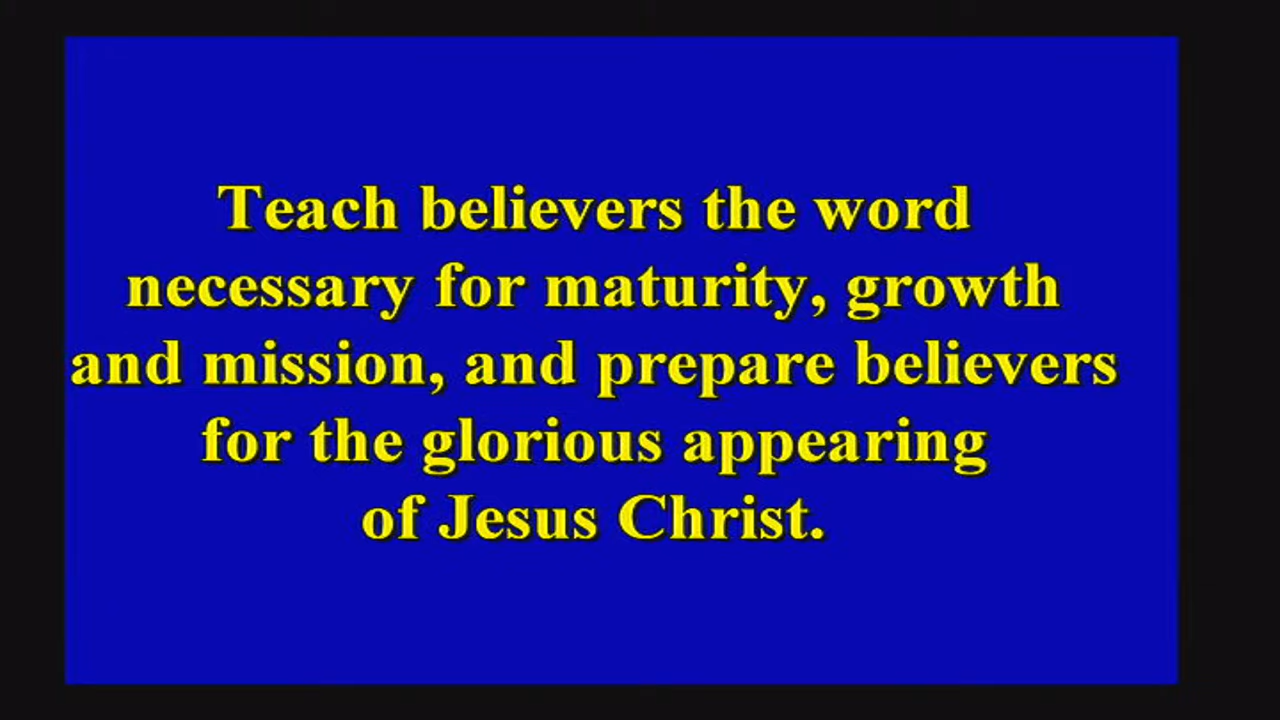 Teach believers the word
necessary for maturity, growth
and mission, and prepare believers
for the glorious appearing
of Jesus Christ.